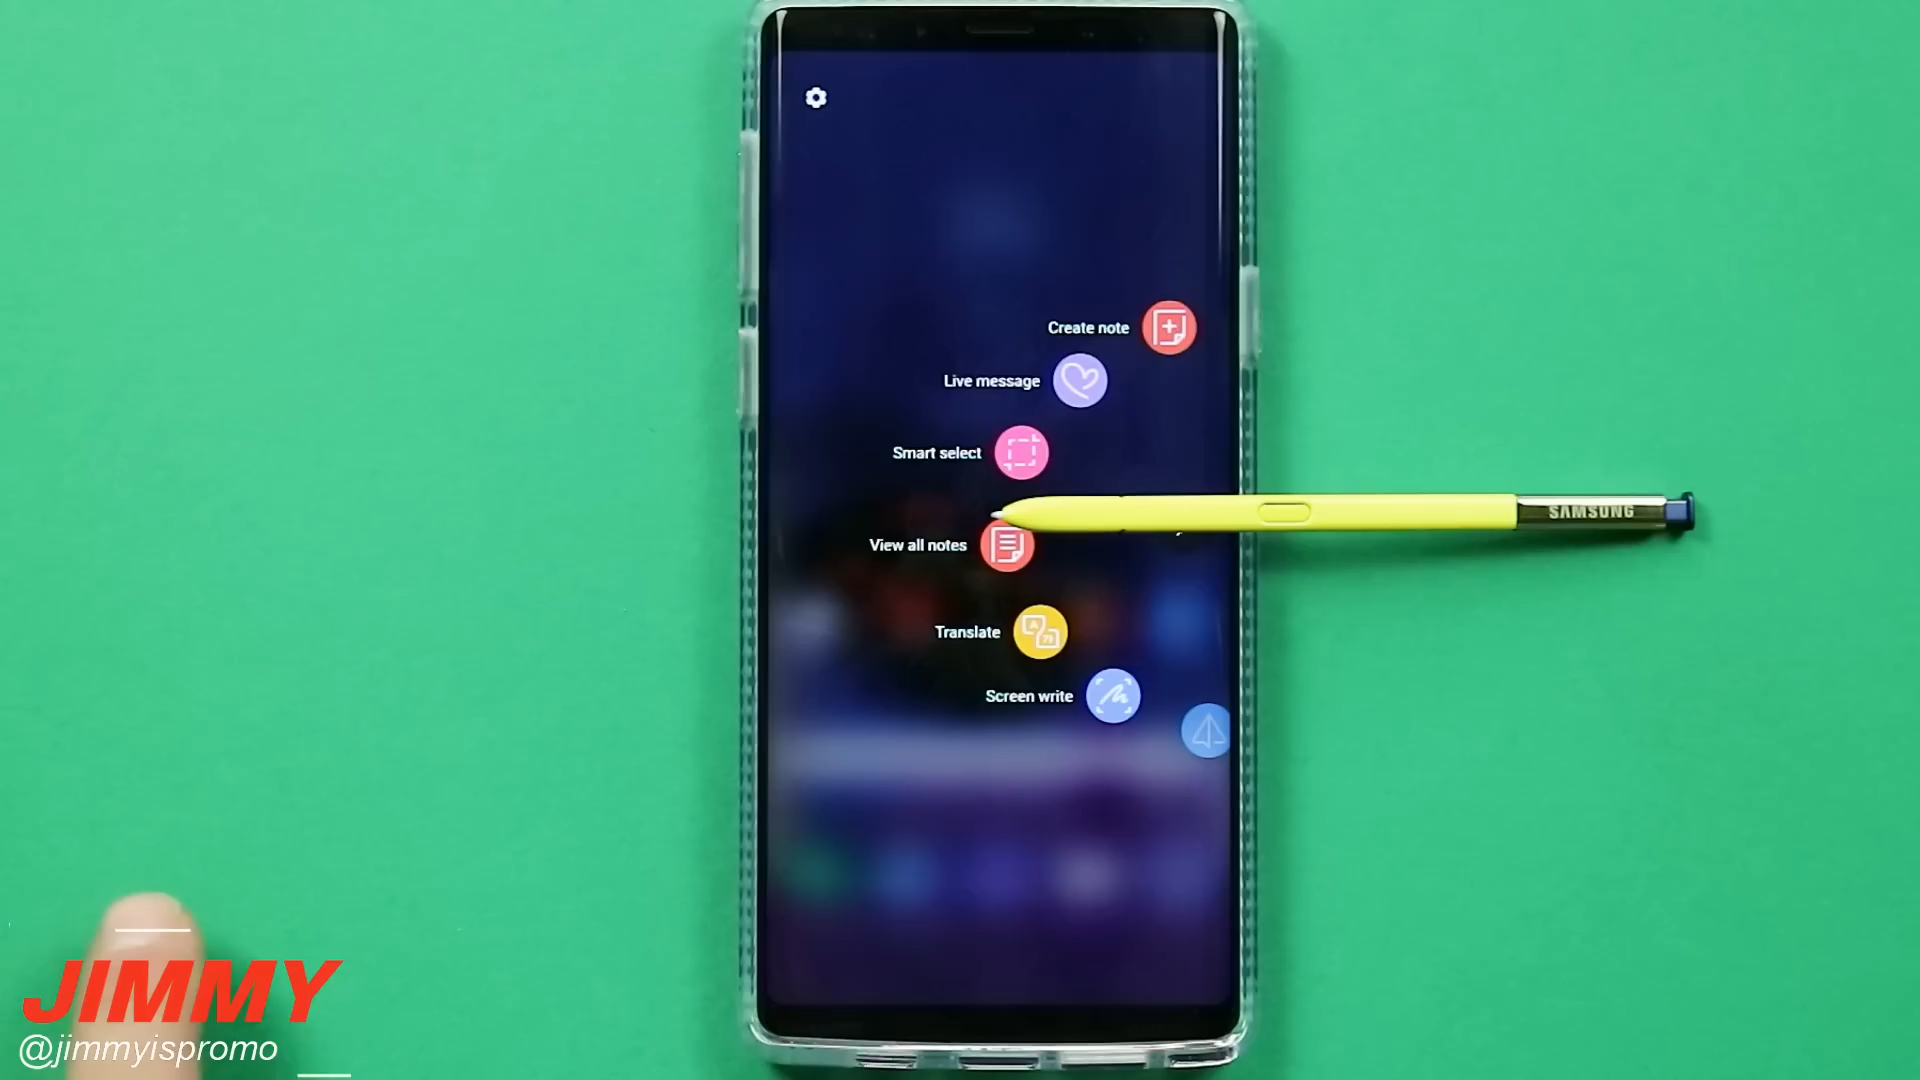 Create note
Live message
Smart select
SAMSUNG
View all notes
Translate
Screen write
JIMMY
@jimmyispromo